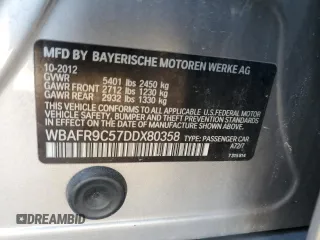 MFD BY BAYERISCHE MOTOREN WERKE AG
10-2012
GVWR 5401 lbs 2450 kg
GAWR FRONT 2712 lbs 1230 kg
GAWR REAR 2932 lbs 1330 kg
THIS VEHICLE CONFORMS TO ALL APPLICABLE U.S. FEDERAL MOTOR
VEHICLE SAFETY, BUMPER AND THEFT PREVENTION STANDARDS
IN EFFECT ON THE DATE OF MANUFACTURE SHOWN ABOVE.
WBAFR9C57DDX80358 TYPE: PASSENGER CAR
A72/7
DREAMBID